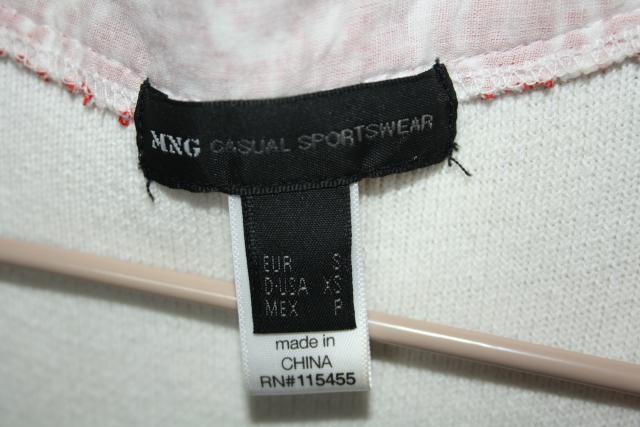 MNG CASUAL SPORTSWEAR
EUR S
D·USA XS
MEX P
made in
CHINA
RN#115455